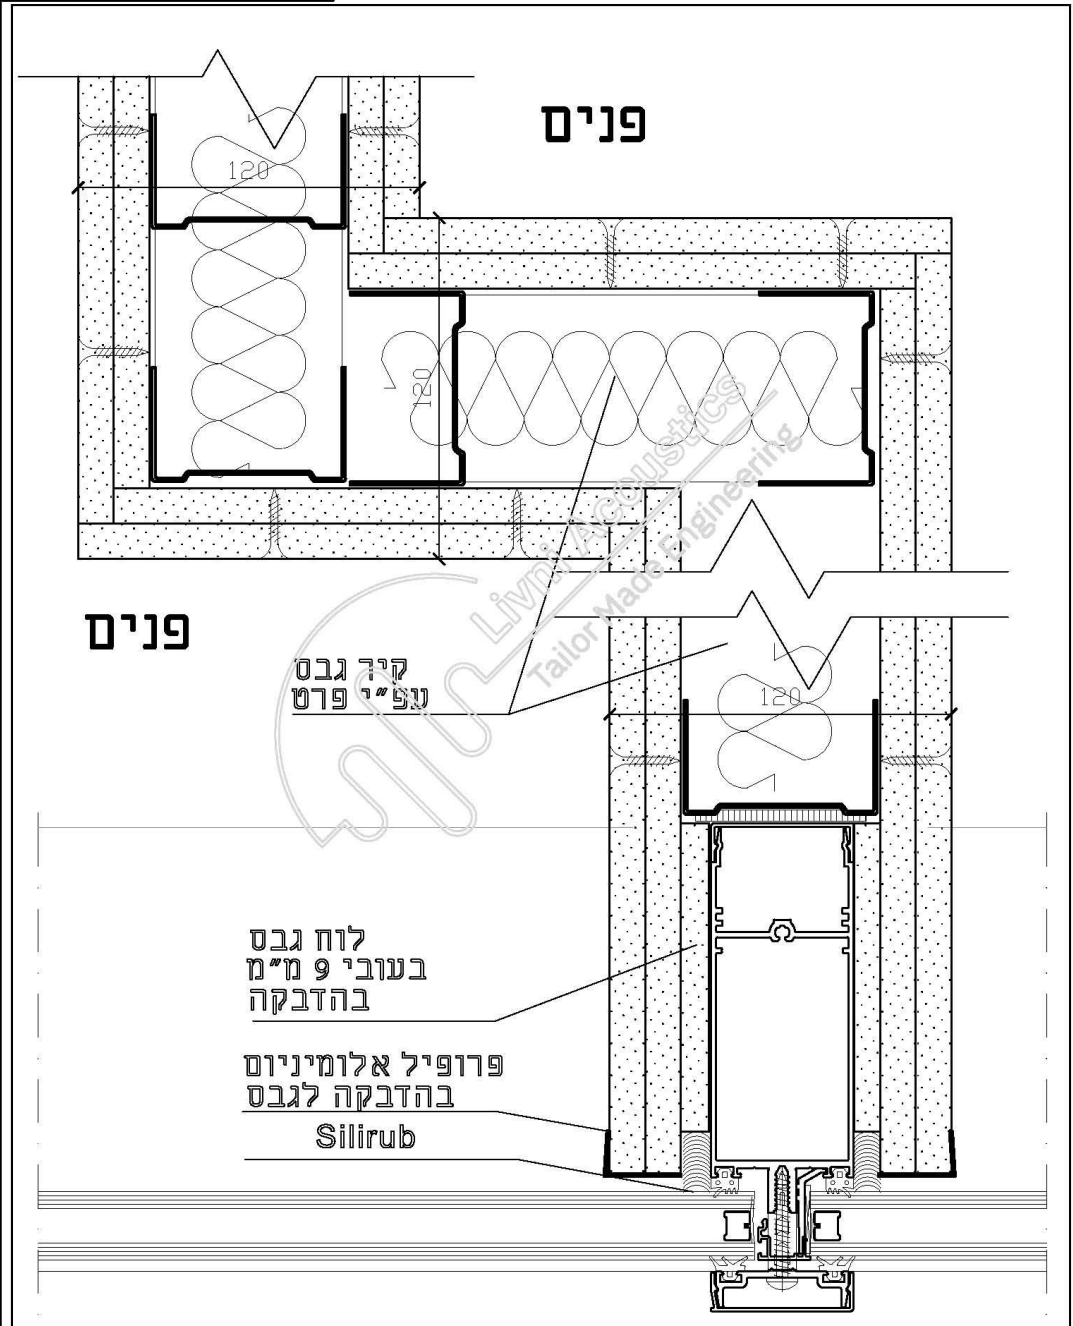 פנים
120
120
Livni Accustics
Tailor Made Engineering
פנים
קיר גבס
עפ״י פרט
120
לוח גבס
בעובי 9 מ״מ
בהדבקה
פרופיל אלומיניום
בהדבקה לגבס
Silirub